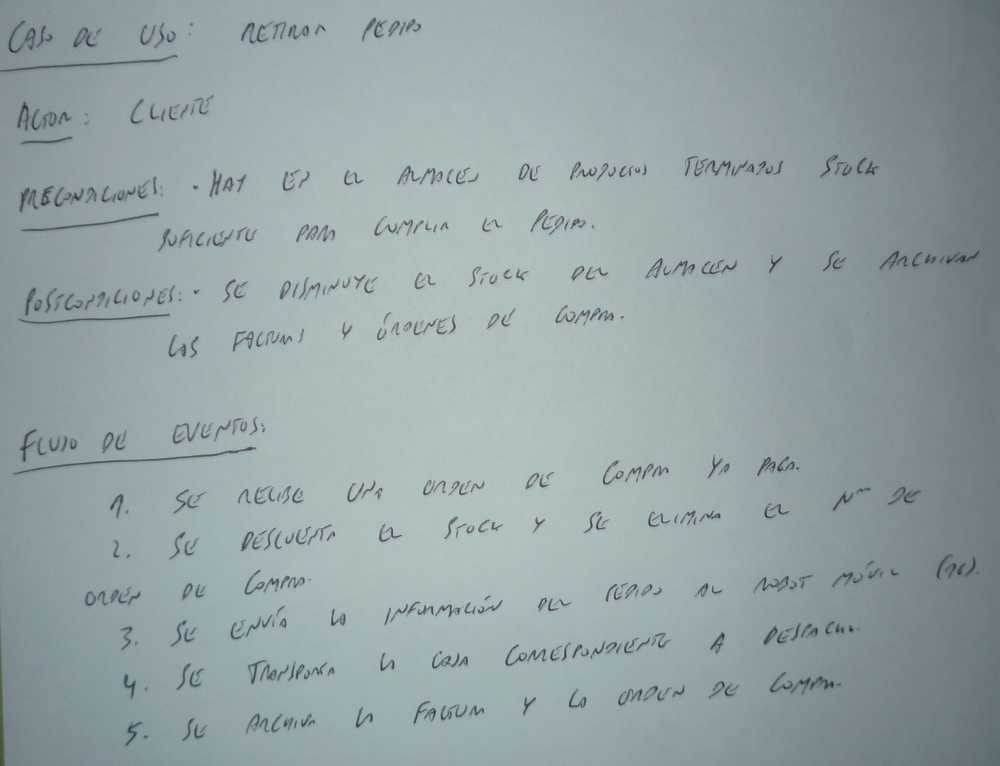 CASO DE USO: RETIRAR PEDIDO
ACTOR: CLIENTE
PRECONDICIONES: • HAY EN EL ALMACEN DE PRODUCTOS TERMINADOS STOCK
SUFICIENTE PARA CUMPLIR EL PEDIDO.
POSTCONDICIONES: • SE DISMINUYE EL STOCK DEL ALMACEN Y SE ARCHIVAN
LAS FACTURAS Y ÓRDENES DE COMPRA.
FLUJO DE EVENTOS:
1. SE RECIBE UNA ORDEN DE COMPRA YA PAGA.
2. SE DESCUENTA EL STOCK Y SE ELIMINA EL DE
ORDEN DE COMPRA.
3. SE ENVÍA LA INFORMACIÓN DEL PEDIDO AL ROBOT MÓVIL
4. SE TRANSPORTA LA CAJA CORRESPONDIENTE A DESPACHO.
5. SE ARCHIVA LA FACTURA Y LA ORDEN DE COMPRA.